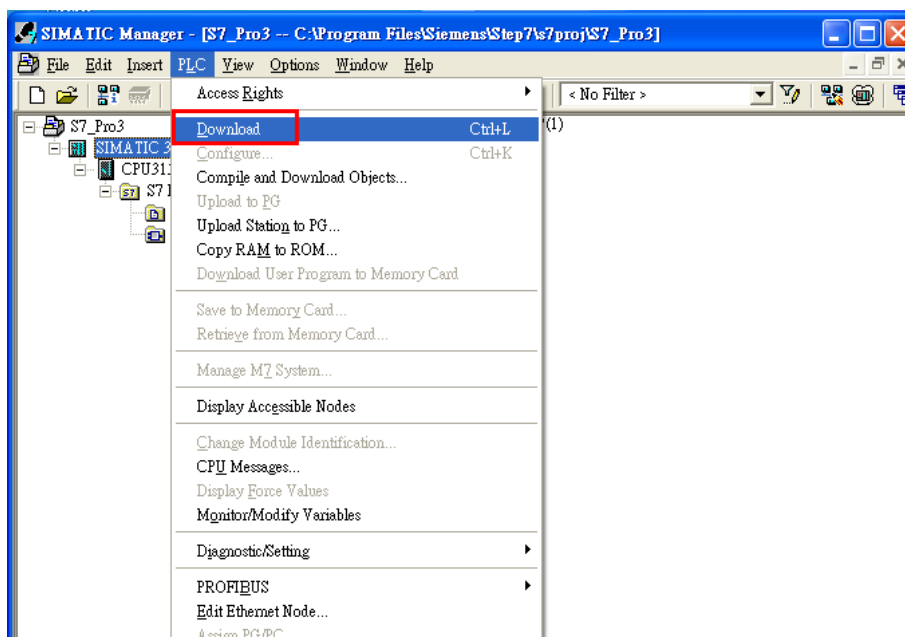 SIMATIC Manager - [S7_Pro3 -- C:\Program Files\Siemens\Step7\s7proj\S7_Pro3]
File Edit Insert PLC View Options Window Help
< No Filter >
S7_Pro3
SIMATIC 3
S7
(1)
Access Rights
Download Ctrl+L
Configure... Ctrl+K
Compile and Download Objects...
Upload to PG
Upload Station to PG...
Copy RAM to ROM...
Download User Program to Memory Card
Save to Memory Card...
Retrieve from Memory Card...
Manage M7 System...
Display Accessible Nodes
Change Module Identification...
CPU Messages...
Display Force Values
Monitor/Modify Variables
Diagnostic/Setting
PROFIBUS
Edit Ethernet Node...
Assign PG/PC